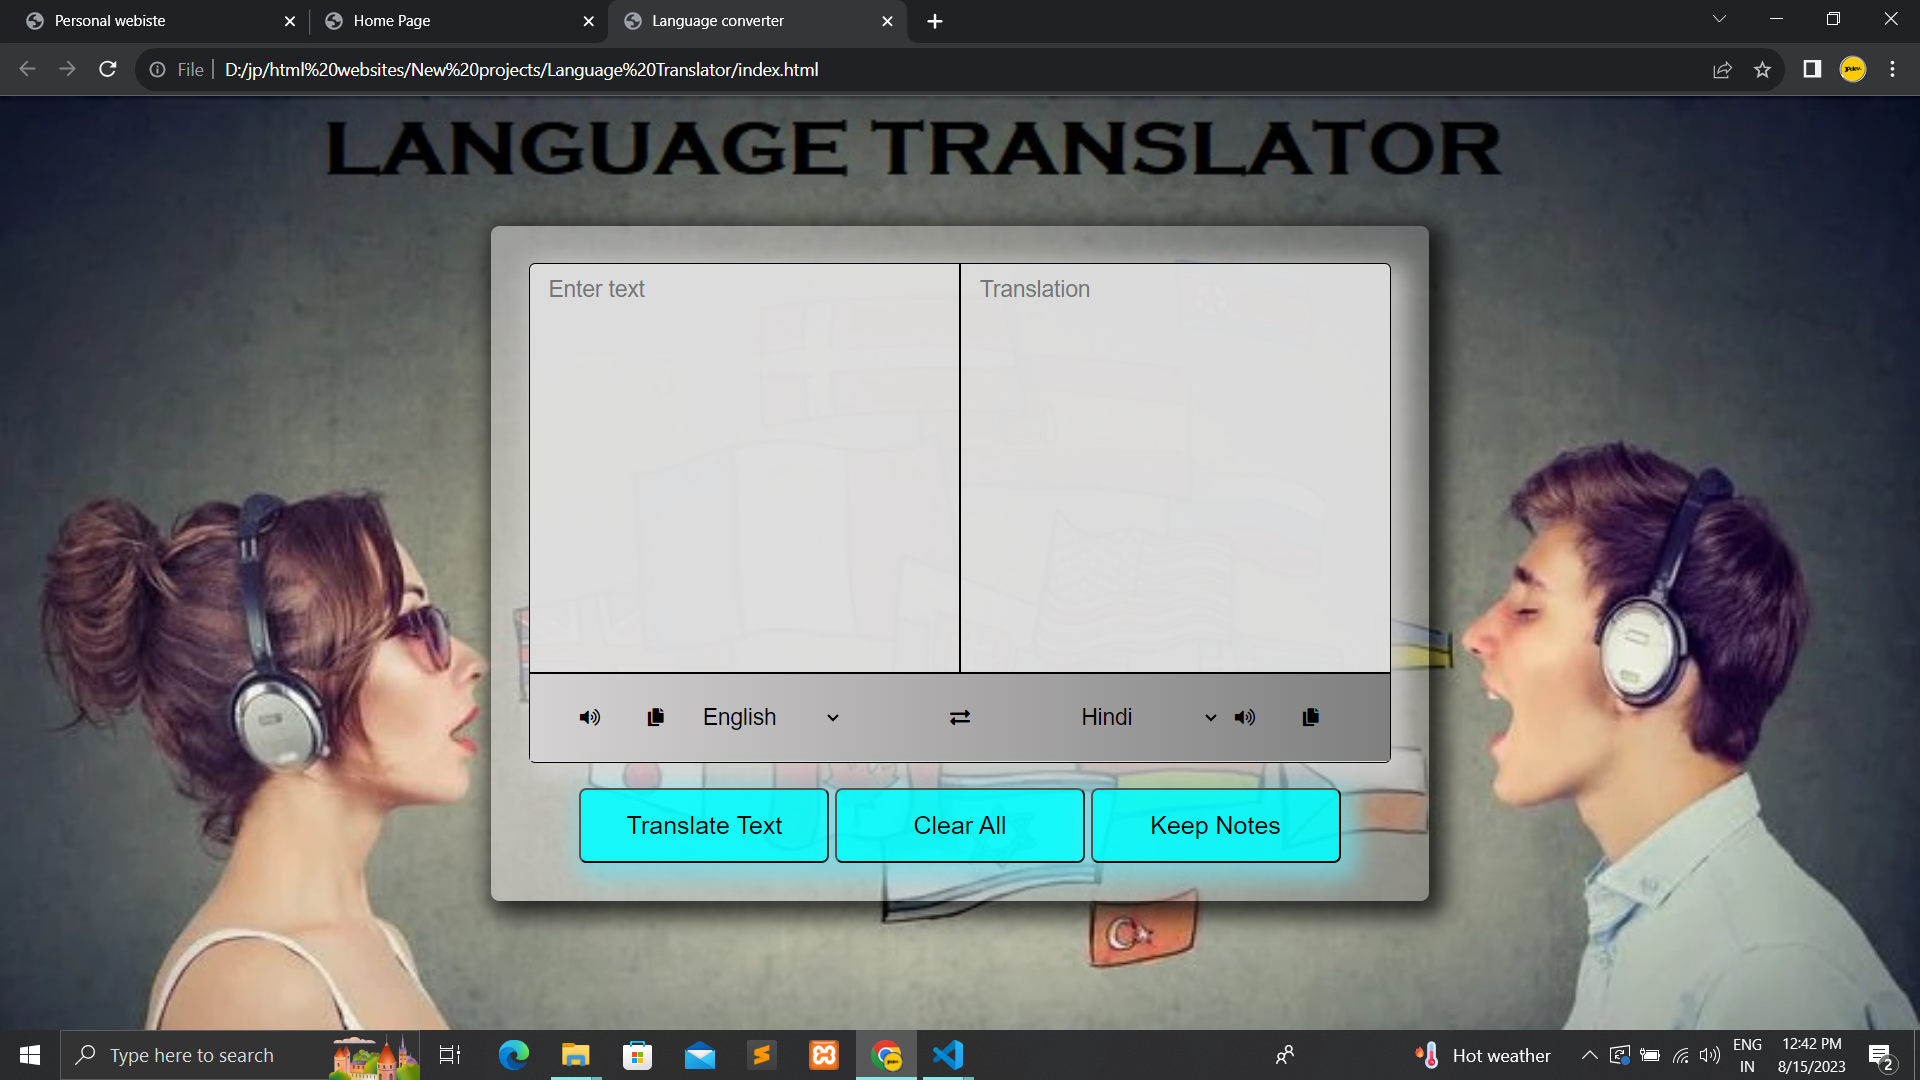 Personal webiste
Home Page
Language converter
File
D:/jp/html%20websites/New%20projects/Language%20Translator/index.html
LANGUAGE TRANSLATOR
Enter text
Translation
English
Hindi
Translate Text
Clear All
Keep Notes
Type here to search
Hot weather
ENG
IN
12:42 PM
8/15/2023
2